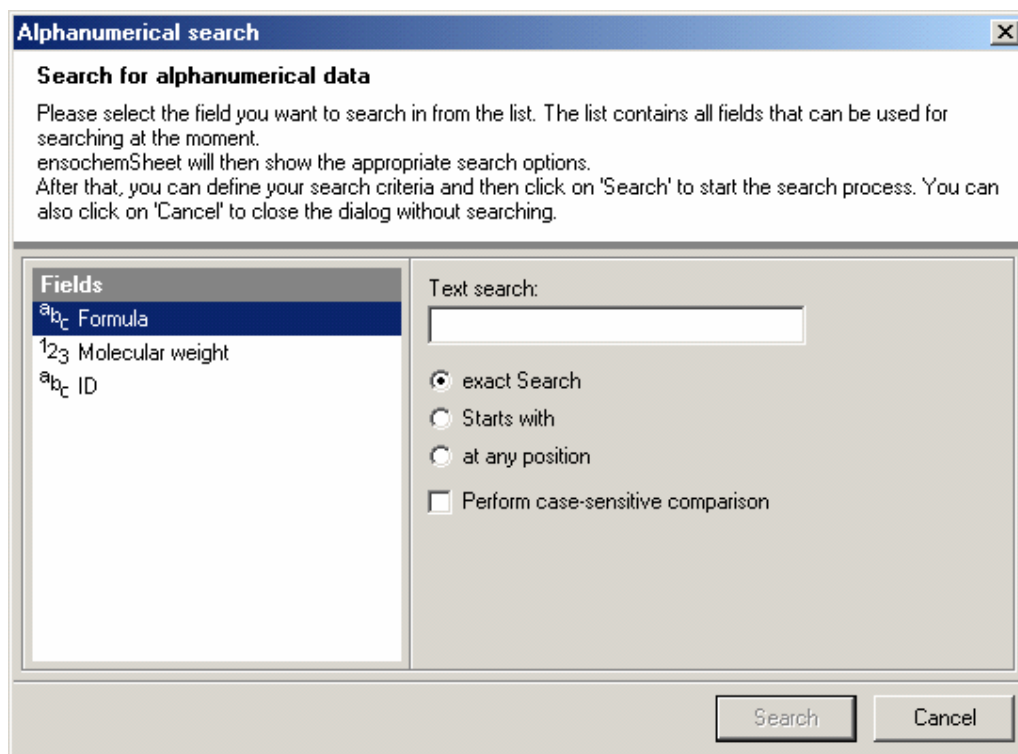 Alphanumerical search
Search for alphanumerical data
Please select the field you want to search in from the list. The list contains all fields that can be used for
searching at the moment.
ensochemSheet will then show the appropriate search options.
After that, you can define your search criteria and then click on 'Search' to start the search process. You can
also click on 'Cancel' to close the dialog without searching.
Fields
abc Formula
123 Molecular weight
abc ID
Text search:
exact Search
Starts with
at any position
Perform case-sensitive comparison
Search
Cancel